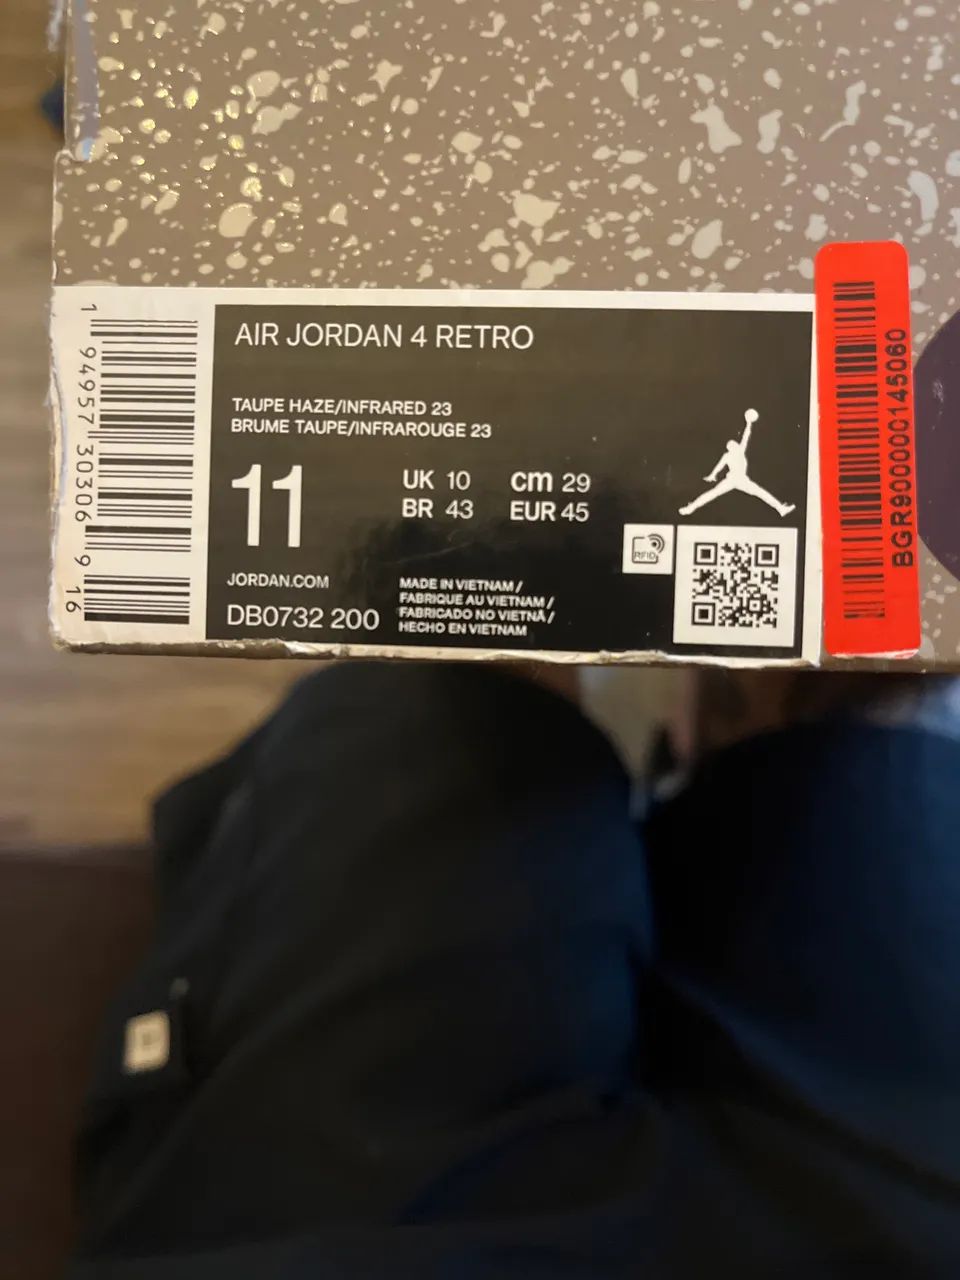 AIR JORDAN 4 RETRO
TAUPE HAZE/INFRARED 23
BRUME TAUPE/INFRAROUGE 23
11
UK 10 cm 29
BR 43 EUR 45
RFID
JORDAN.COM
DB0732 200
MADE IN VIETNAM /
FABRIQUE AU VIETNAM /
FABRICADO NO VIETNÃ /
HECHO EN VIETNAM
1 94957 30306 9 16
BGR9000000145060